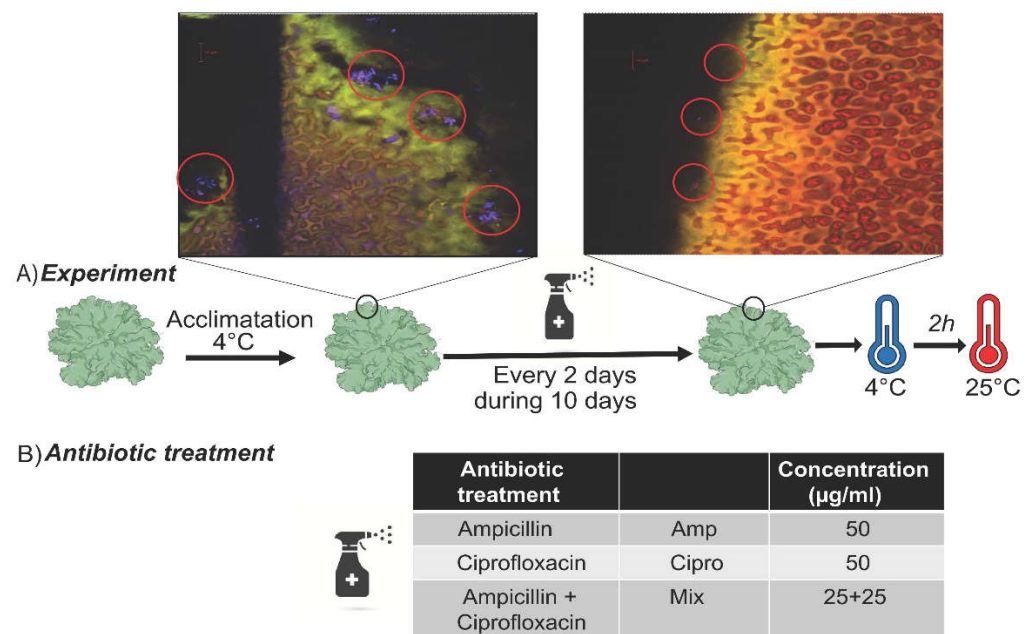 A) Experiment
Acclimatation
4°C
Every 2 days
during 10 days
2h
4°C
25°C
B) Antibiotic treatment
Antibiotic
treatment
Concentration
(µg/ml)
Ampicillin Amp 50
Ciprofloxacin Cipro 50
Ampicillin + Mix 25+25
Ciprofloxacin